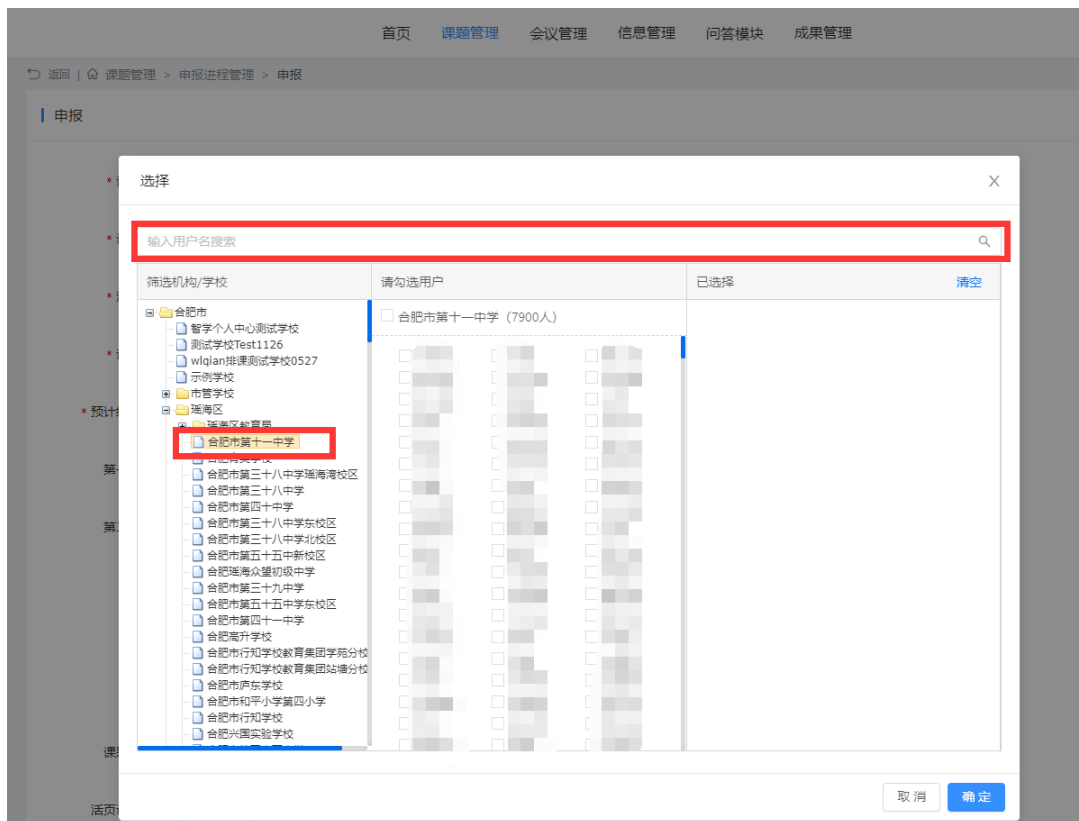 首页 课题管理 会议管理 信息管理 问答模块 成果管理
返回 | 课题管理 > 申报进程管理 > 申报
申报
选择
输入用户名搜索
筛选机构/学校 请勾选用户 已选择 清空
合肥市
合肥市第十一中学（7900人）
智学个人中心测试学校
测试学校Test1126
wlqian排课测试学校0527
示例学校
市管学校
瑶海区
* 预计
瑶海区教育局
合肥市第十一中学
第一
合肥市第三十八中学瑶海湾校区
合肥市第三十八中学
合肥市第四十中学
合肥市第三十八中学东校区
合肥市第三十八中学北校区
合肥市第五十五中新校区
合肥瑶海众望初级中学
合肥市第三十九中学
合肥市第五十五中学东校区
合肥市第四十一中学
合肥高升学校
合肥市行知学校教育集团学苑分校
合肥市行知学校教育集团站塘分校
合肥市庐东学校
合肥市和平小学第四小学
合肥市行知学校
合肥兴国实验学校
课题
取消 确定
活页